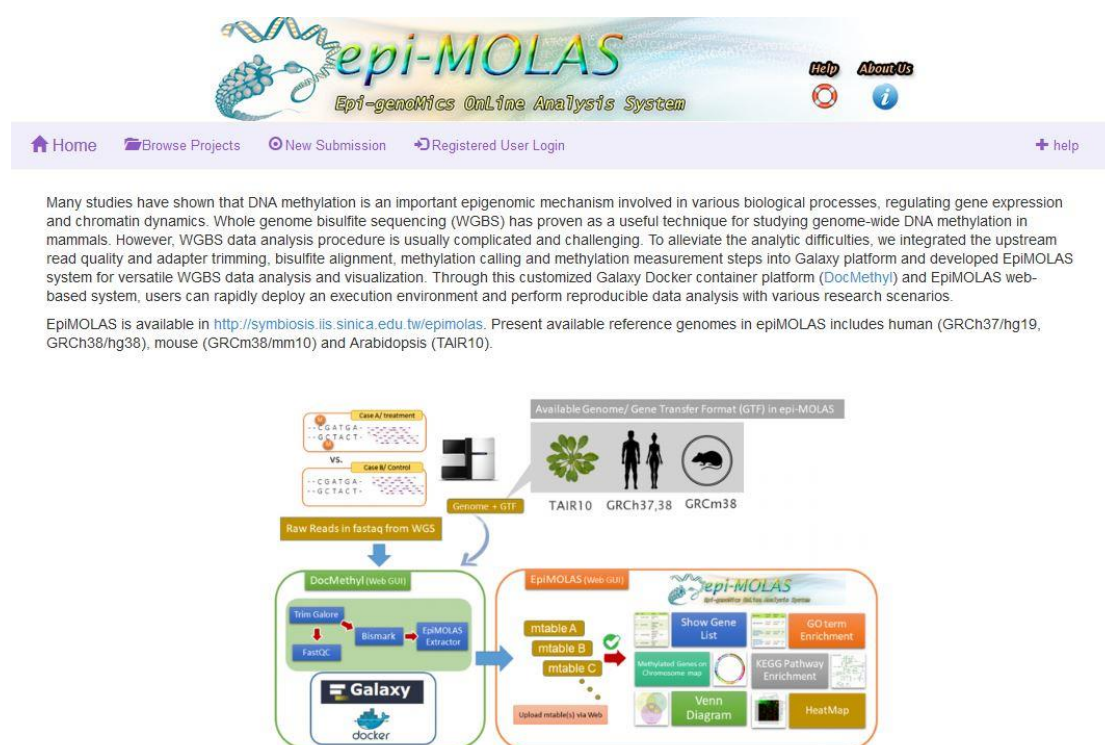 epi-MOLAS
Epi-genoMics OnLine Analysis System
Help
About Us
Home
Browse Projects
New Submission
Registered User Login
help
Many studies have shown that DNA methylation is an important epigenomic mechanism involved in various biological processes, regulating gene expression
and chromatin dynamics. Whole genome bisulfite sequencing (WGBS) has proven as a useful technique for studying genome-wide DNA methylation in
mammals. However, WGBS data analysis procedure is usually complicated and challenging. To alleviate the analytic difficulties, we integrated the upstream
read quality and adapter trimming, bisulfite alignment, methylation calling and methylation measurement steps into Galaxy platform and developed EpiMOLAS
system for versatile WGBS data analysis and visualization. Through this customized Galaxy Docker container platform (DocMethyl) and EpiMOLAS web-
based system, users can rapidly deploy an execution environment and perform reproducible data analysis with various research scenarios.
EpiMOLAS is available in http://symbiosis.iis.sinica.edu.tw/epimolas. Present available reference genomes in epiMOLAS includes human (GRCh37/hg19,
GRCh38/hg38), mouse (GRCm38/mm10) and Arabidopsis (TAIR10).
Case A/ treatment
--CGATGA-
--GCTACT-
vs.
Case B/ Control
--CGATGA-
--GCTACT-
Available Genome/ Gene Transfer Format (GTF) in epi-MOLAS
TAIR10 GRCh37,38 GRCm38
Genome + GTF
Raw Reads in fastaq from WGS
DocMethyl (Web GUI)
Trim Galore
FastQC
Bismark
EpiMOLAS
Extractor
Galaxy
docker
EpiMOLAS (Web GUI)
epi-MOLAS
Epi-genoMics OnLine Analysis System
mtable A
mtable B
mtable C
Upload mtable(s) via Web
Show Gene
List
GO term
Enrichment
Methylated Genes on
Chromosome map
KEGG Pathway
Enrichment
Venn
Diagram
HeatMap